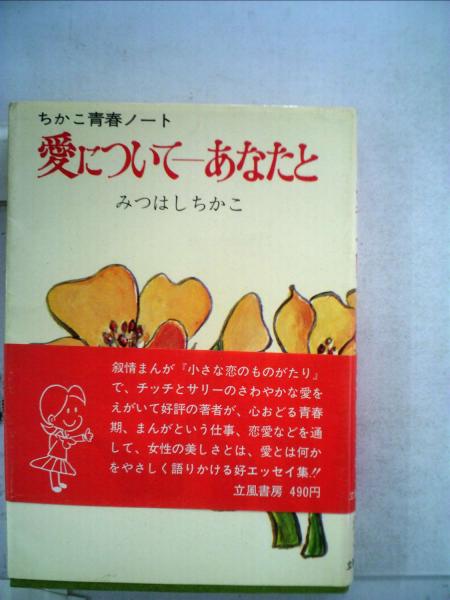 ちかこ青春ノート
愛について―あなたと
みつはしちかこ
叙情まんが『小さな恋のものがたり』
で、チッチとサリーのさわやかな愛を
えがいて好評の著者が、心おどる青春
期、まんがという仕事、恋愛などを通
して、女性の美しさとは、愛とは何か
をやさしく語りかける好エッセイ集!!
立風書房 490円